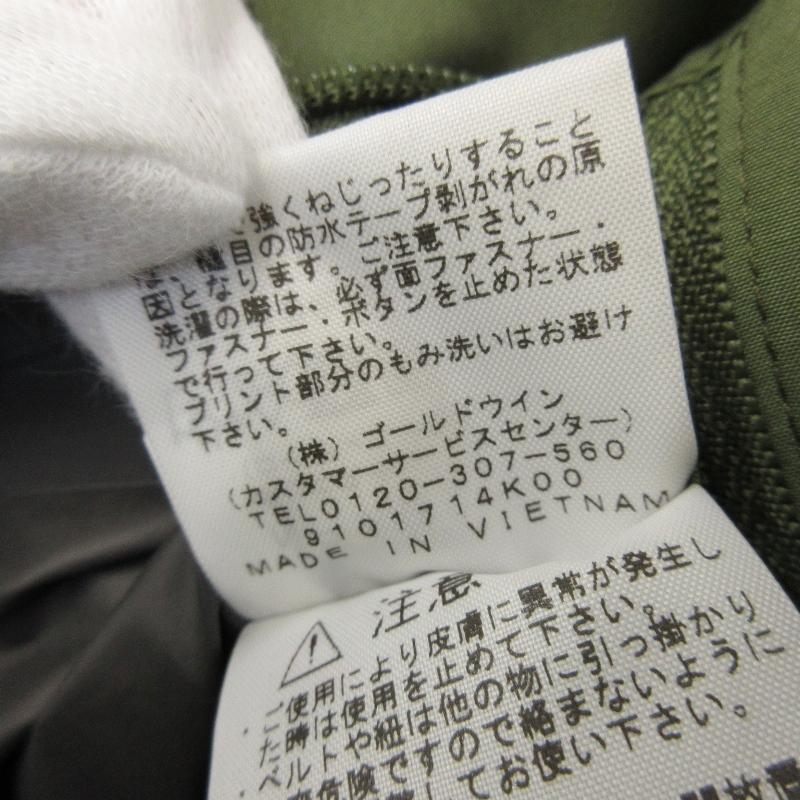 強くねじったりすること
目の防水テープ剥がれの原
因となります。ご注意下さい。
洗濯の際は、必ず面ファスナー・
ファスナー・ボタンを止めた状態
で行って下さい。
プリント部分のもみ洗いはお避け
下さい。
(株) ゴールドウイン
(カスタマーサービスセンター)
TEL0120-307-560
9101714K00
MADE IN VIETNAM
注意
・ご使用により皮膚に異常が発生し
た時は使用を止めて下さい。
・ベルトや紐は他の物に引っ掛かり
危険ですので絡まないように
してお使い下さい。